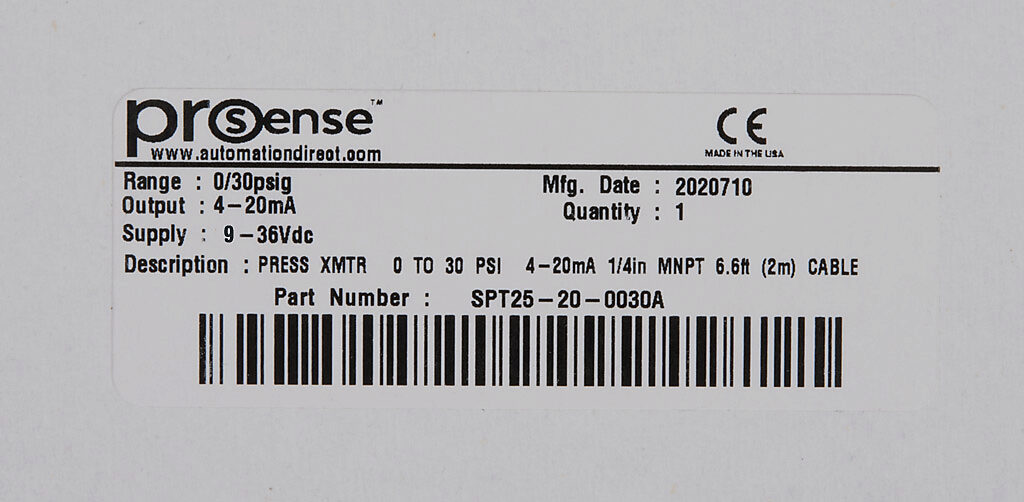 prosense™
www.automationdirect.com
CE
MADE IN THE USA
Range : 0/30psig
Mfg. Date : 2020710
Output : 4-20mA
Quantity : 1
Supply : 9-36Vdc
Description : PRESS XMTR 0 TO 30 PSI 4-20mA 1/4in MNPT 6.6ft (2m) CABLE
Part Number : SPT25-20-0030A